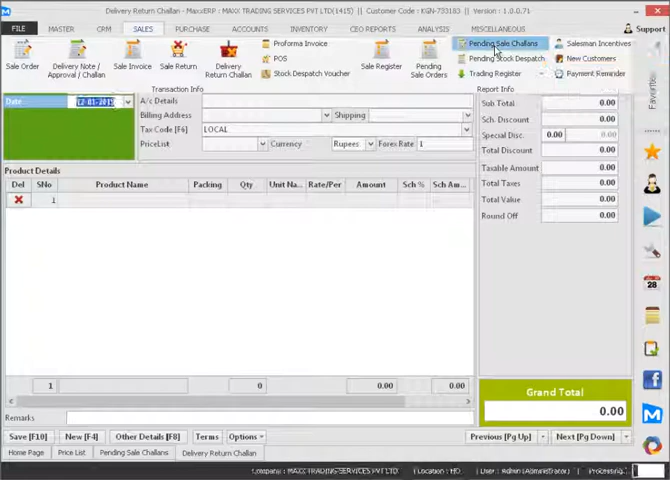 Delivery Return Challan - MaxxERP : MAXX TRADING SERVICES PVT LTD(1415) || Customer Code : KGN-733183 || Version : 1.0.0.71
FILE MASTER CRM SALES PURCHASE ACCOUNTS INVENTORY CEO REPORTS ANALYSIS MISCELLANEOUS Support
Sale Order
Delivery Note / Approval / Challan
Sale Invoice
Sale Return
Delivery Return Challan
Proforma Invoice
POS
Stock Despatch Voucher
Sale Register
Pending Sale Orders
Pending Sale Challans
Pending Stock Despatch
Trading Register
Salesman Incentives
New Customers
Payment Reminder
Transaction Info Report Info
Favorities
Date 12-01-2015
A/c Details
Billing Address Shipping
Tax Code [F6] LOCAL
PriceList Currency Rupees Forex Rate 1
Sub Total 0.00
Sch. Discount 0.00
Special Disc. 0.00 0.00
Total Discount 0.00
Taxable Amount 0.00
Total Taxes 0.00
Total Value 0.00
Round Off 0.00
Product Details
Del SNo Product Name Packing Qty Unit Na... Rate/Per Amount Sch % Sch Am...
1
28
1 0 0.00 0.00
Grand Total
0.00
Remarks
Save [F10] New [F4] Other Details [F8] Terms Options Previous [Pg Up] Next [Pg Down]
Home Page Price List Pending Sale Challans Delivery Return Challan
Company : MAXX TRADING SERVICES PVT LTD. (Location : HO User : Admin (Administrator) Processing...